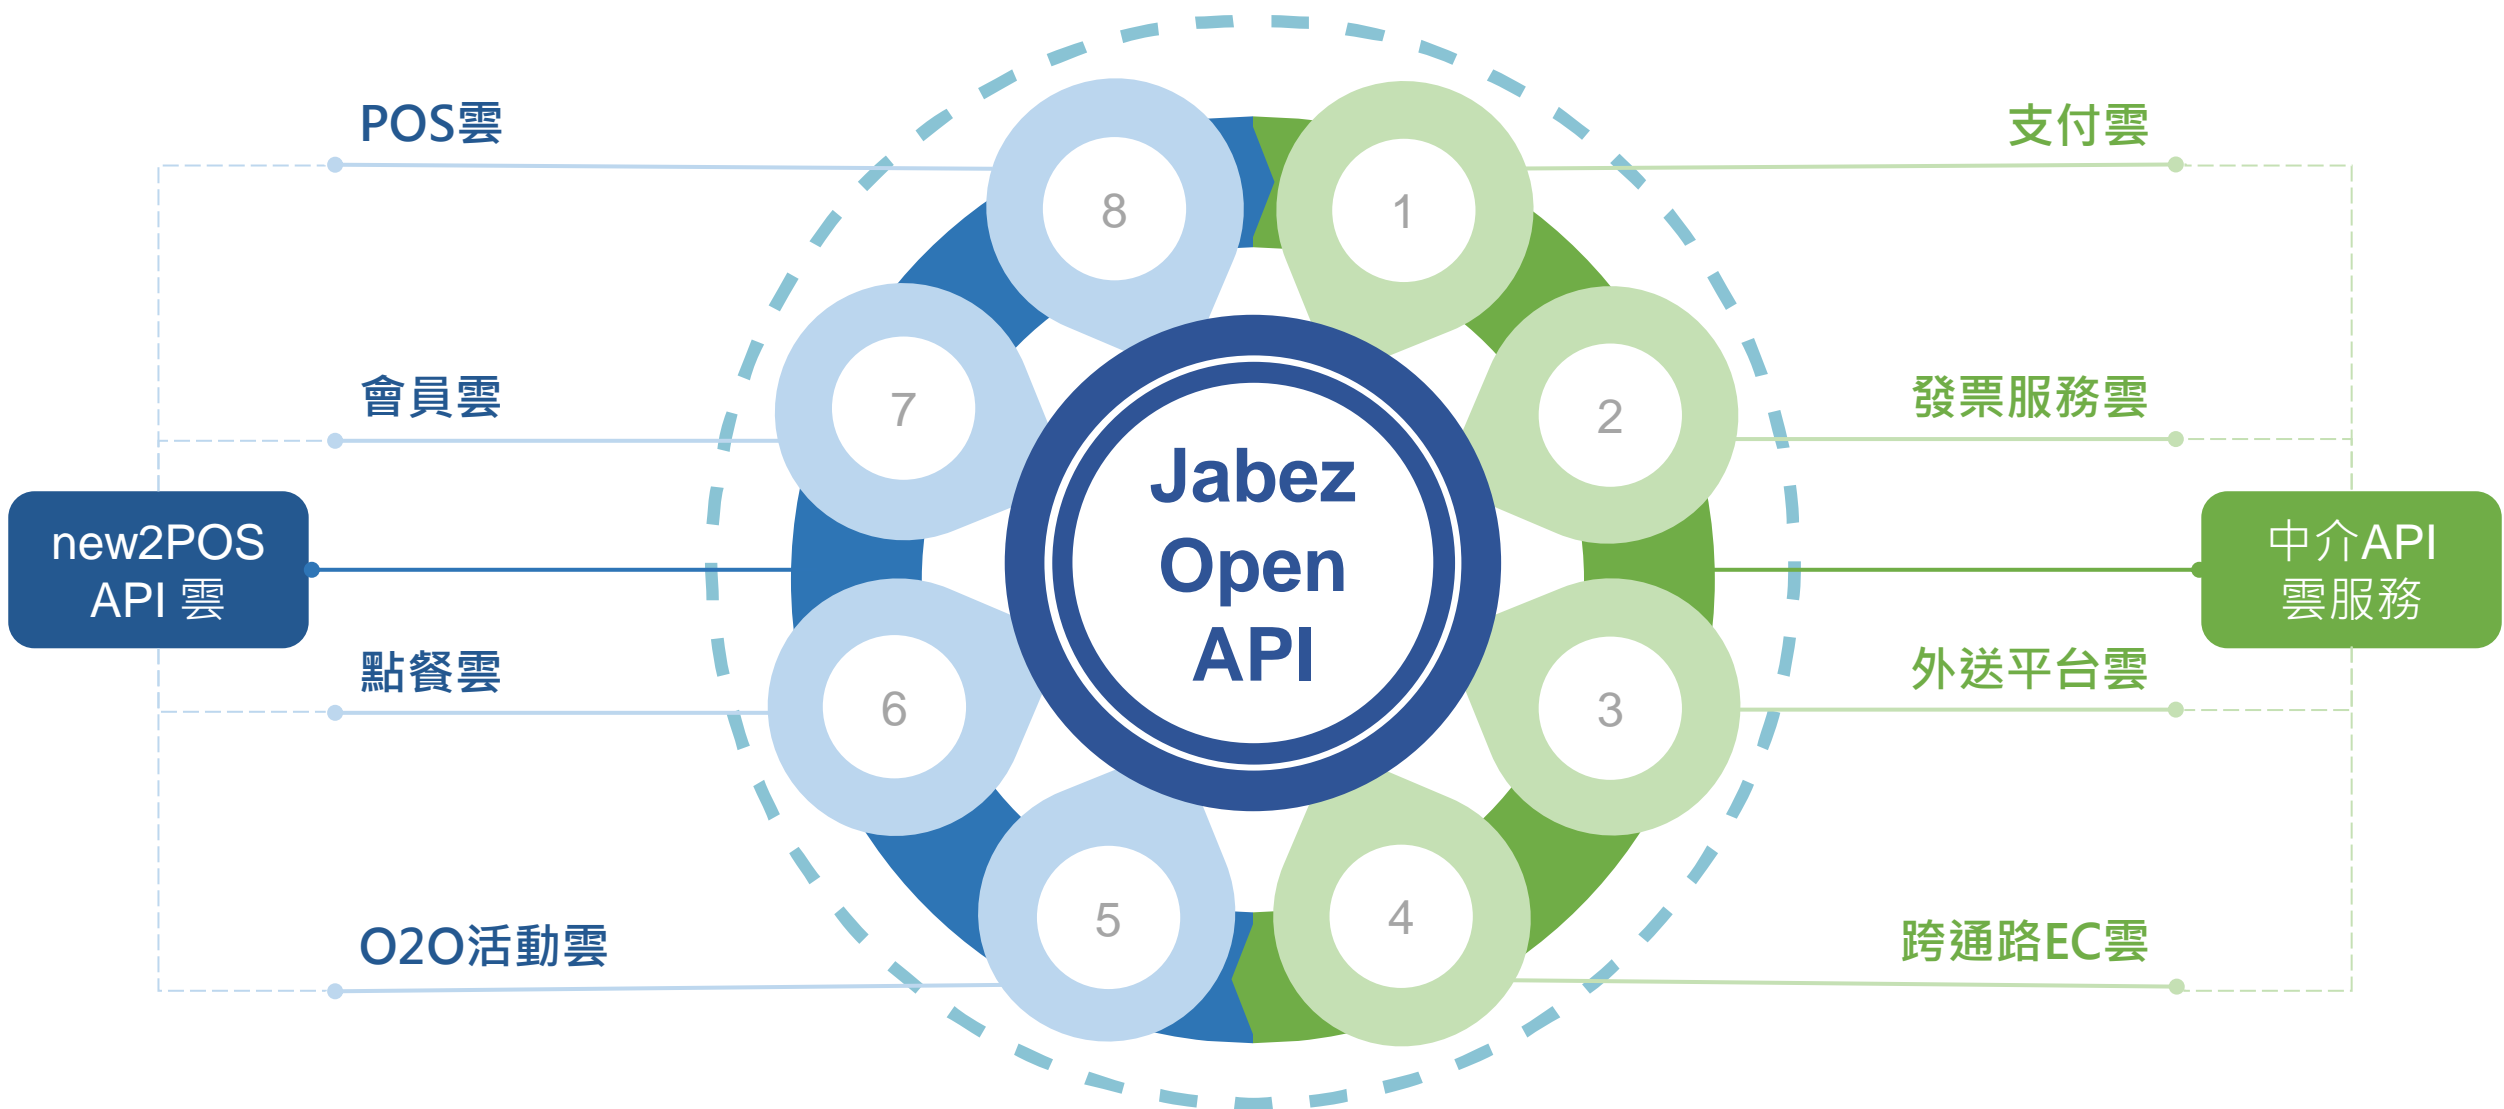 POS雲
會員雲
new2POS
API 雲
點餐雲
O2O活動雲
8
7
6
5
Jabez
Open
API
1
2
3
4
支付雲
發票服務雲
中介API
雲服務
外送平台雲
跨通路EC雲